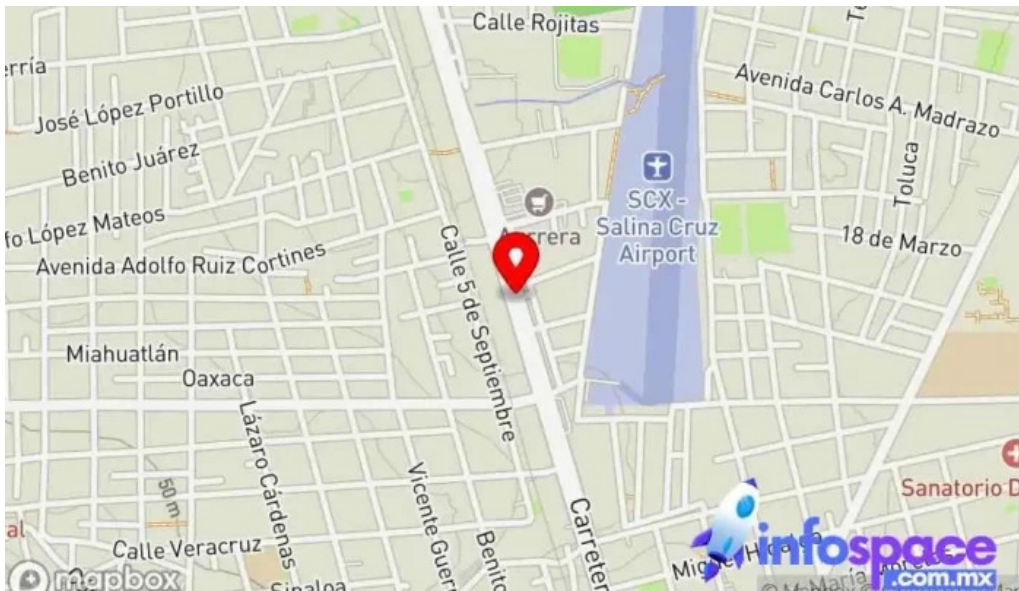 Calle Rojitas
erría
José López Portillo
Avenida Carlos A. Madrazo
Benito Juárez
Toluca
SCX -
Salina Cruz
Airport
fo López Mateos
18 de Marzo
Avenida Adolfo Ruiz Cortines
Calle 5 de Septiembre
Miahuatlán
Oaxaca
Lázaro Cárdenas
50 m
Vicente Guer
Benito
Carreter
Sanatorio D
al
Calle Veracruz
Sinaloa
infospace
.com.mx
mapbox